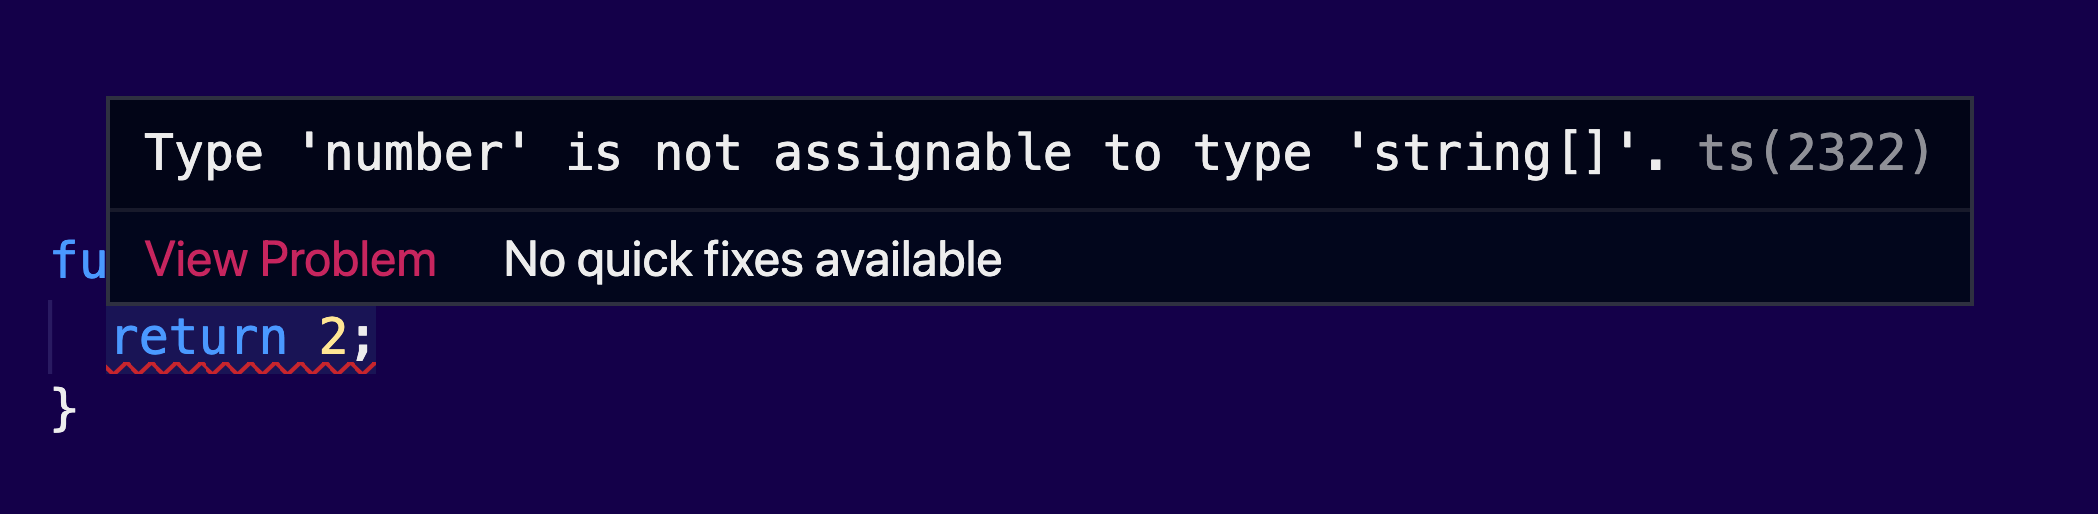 Type 'number' is not assignable to type 'string[]'. ts(2322)
View Problem No quick fixes available
fu
return 2;
}